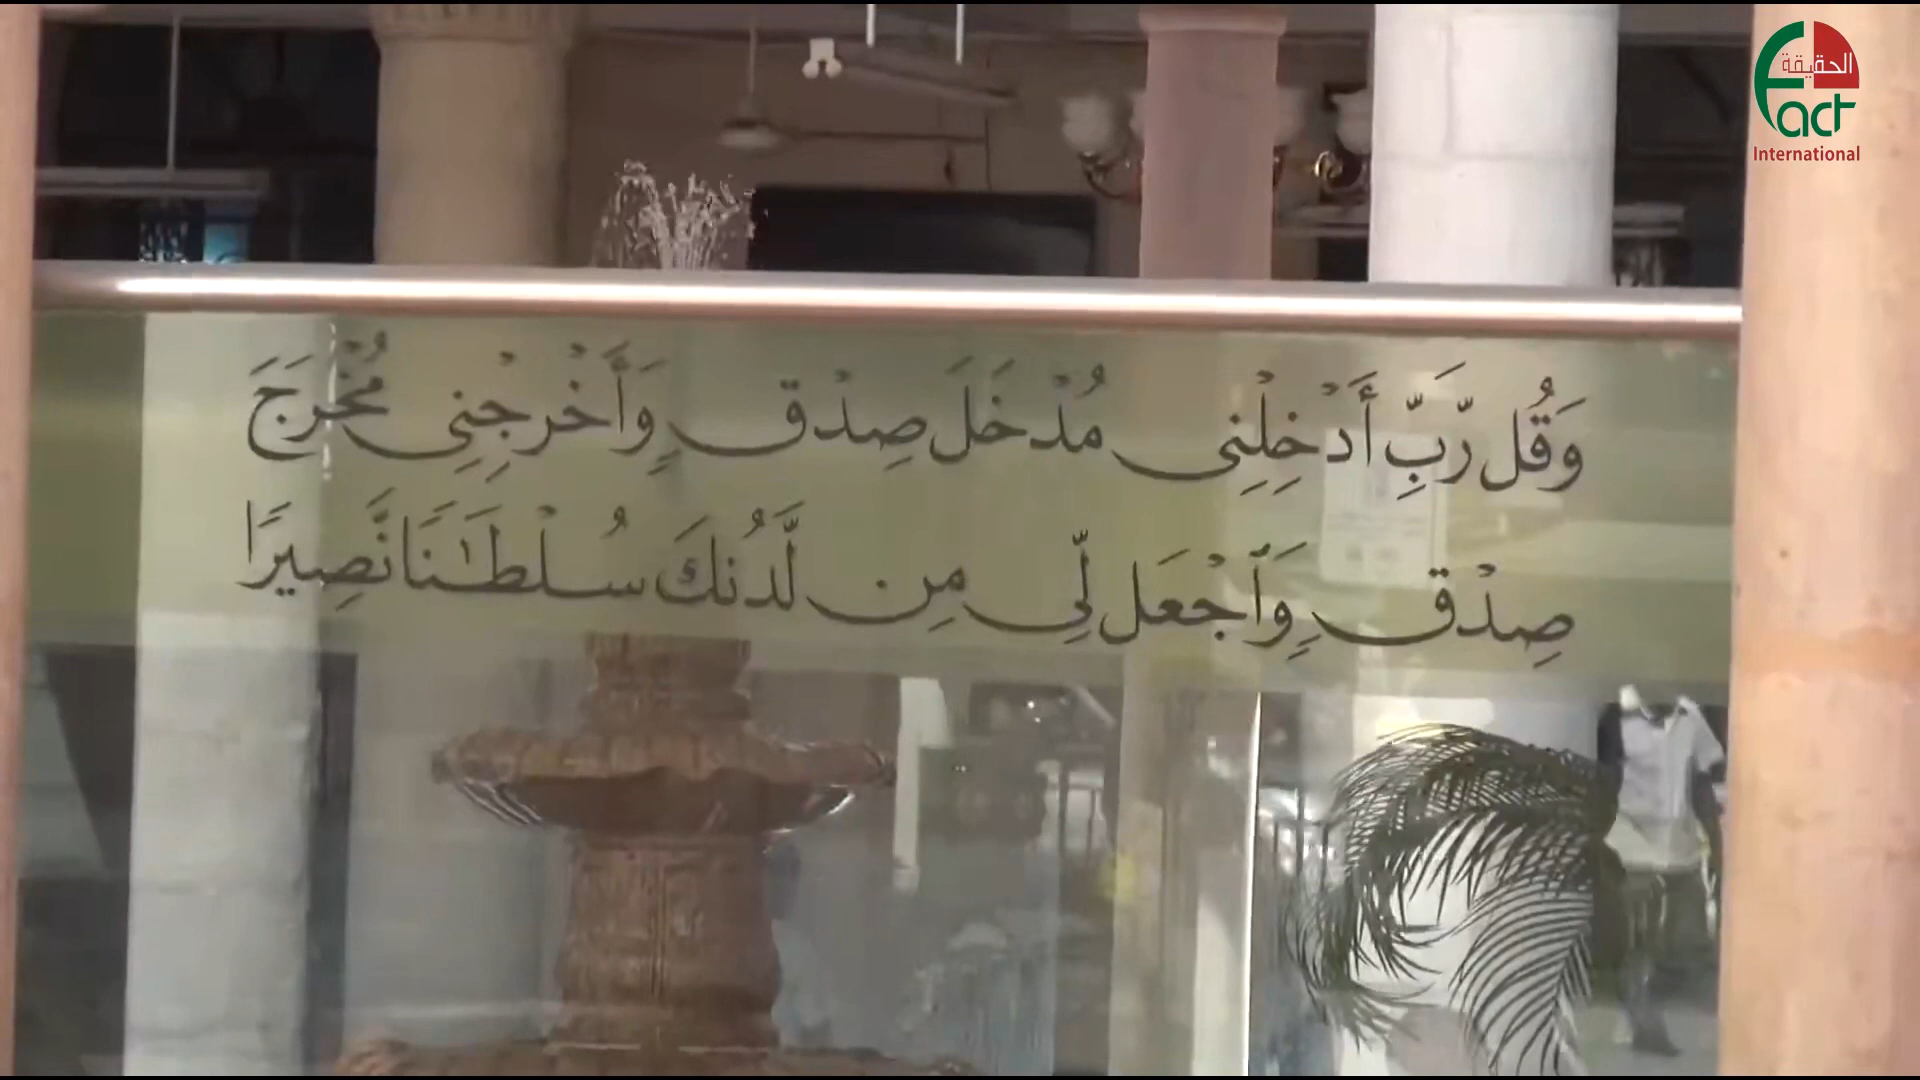 الحقيقة
Fact
International
وَقُل رَّبِّ أَدْخِلْنِي مُدْخَلَ صِدْقٍ وَأَخْرِجْنِي مُخْرَجَ
صِدْقٍ وَٱجْعَل لِّي مِن لَّدُنكَ سُلْطَٰنًا نَّصِيرًا